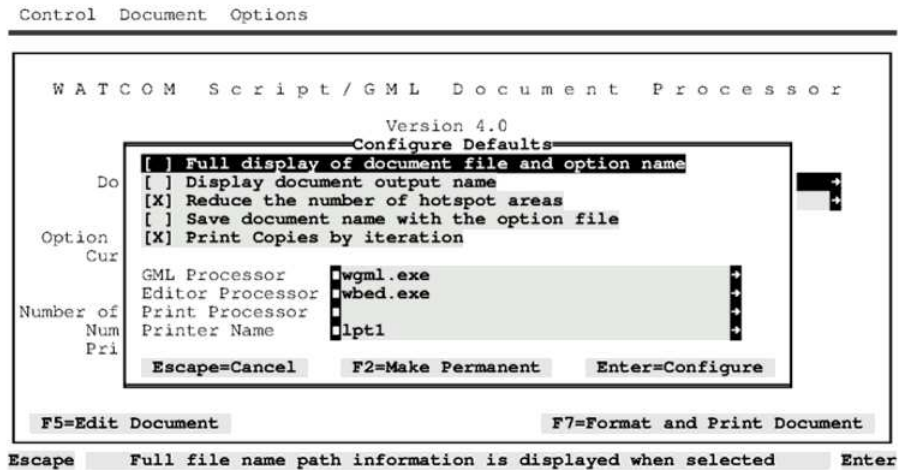 Control Document Options
WATCOM Script/GML Document Processor
Version 4.0
Configure Defaults
[ ] Full display of document file and option name
Do [ ] Display document output name
[X] Reduce the number of hotspot areas
[ ] Save document name with the option file
Option [X] Print Copies by iteration
Cur
GML Processor wgml.exe
Editor Processor wbed.exe
Number of Print Processor
Num Printer Name lpt1
Pri
Escape=Cancel F2=Make Permanent Enter=Configure
F5=Edit Document F7=Format and Print Document
Escape Full file name path information is displayed when selected Enter